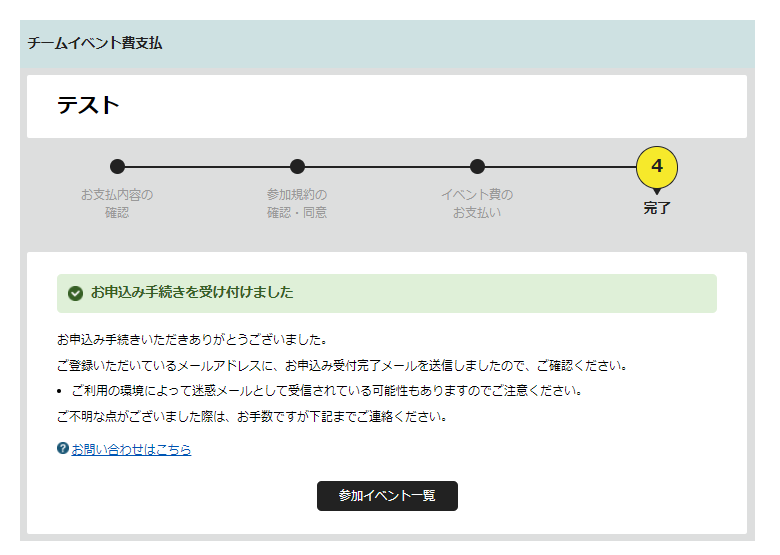 チームイベント費支払
テスト
お支払内容の
確認
参加規約の
確認・同意
イベント費の
お支払い
4
完了
お申込み手続きを受け付けました
お申込み手続きいただきありがとうございました。
ご登録いただいているメールアドレスに、お申込み受付完了メールを送信しましたので、ご確認ください。
• ご利用の環境によって迷惑メールとして受信されている可能性もありますのでご注意ください。
ご不明な点がございました際は、お手数ですが下記までご連絡ください。
? お問い合わせはこちら
参加イベント一覧